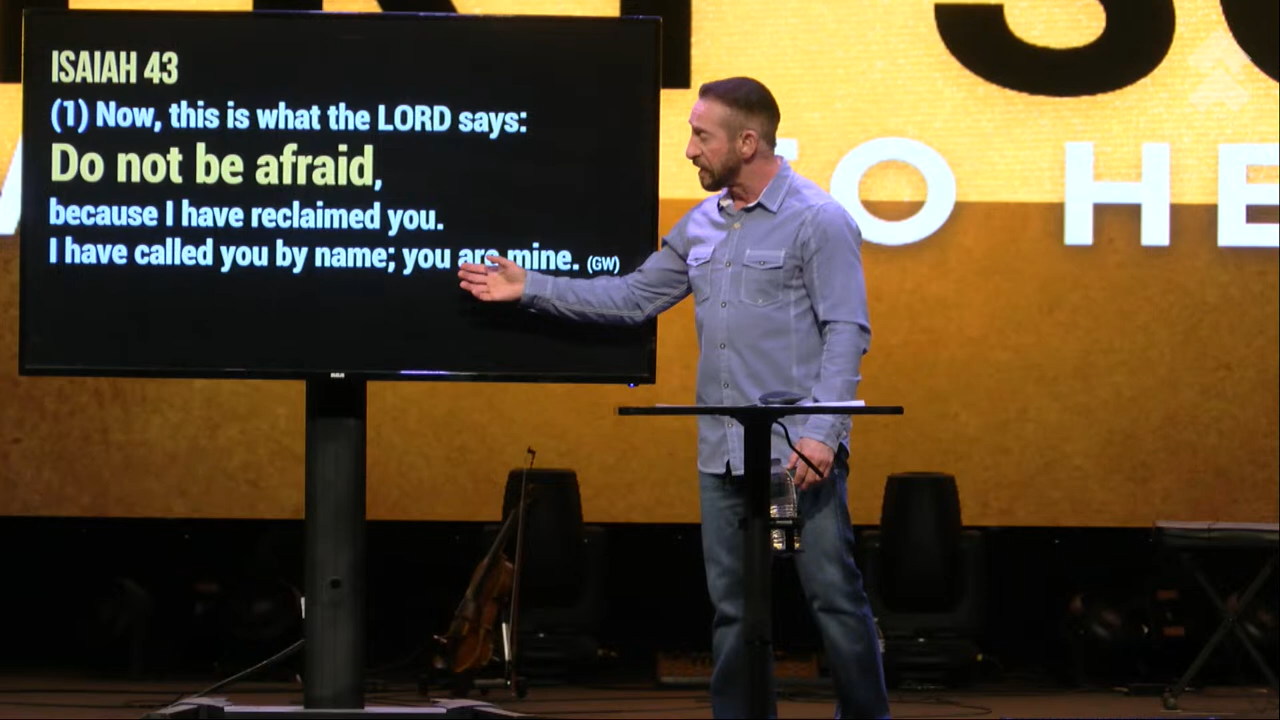 ISAIAH 43
(1) Now, this is what the LORD says:
Do not be afraid,
because I have reclaimed you.
I have called you by name; you are mine. (GW)
TO HE